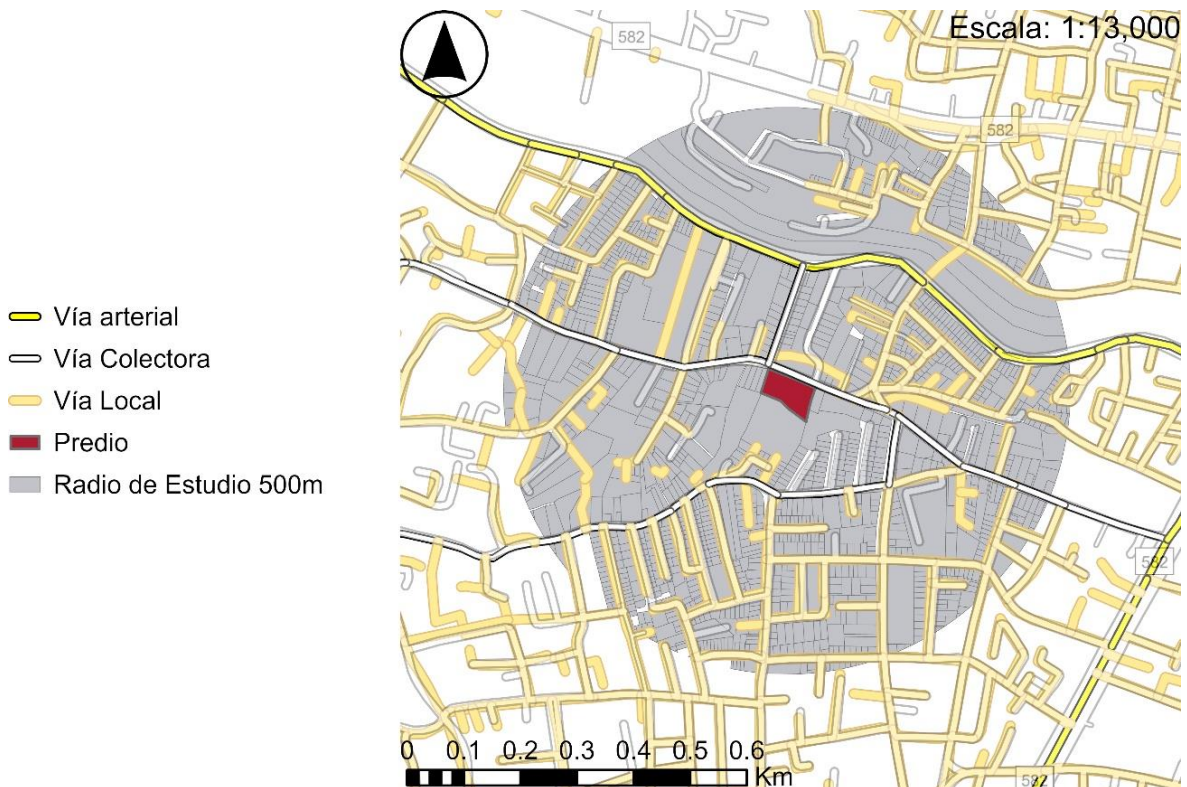 Escala: 1:13,000
582
582
Vía arterial
Vía Colectora
Vía Local
Predio
Radio de Estudio 500m
582
0 0.1 0.2 0.3 0.4 0.5 0.6
Km
582